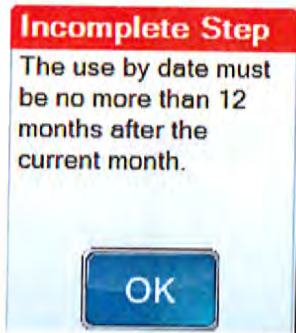 Incomplete Step
The use by date must
be no more than 12
months after the
current month.
OK